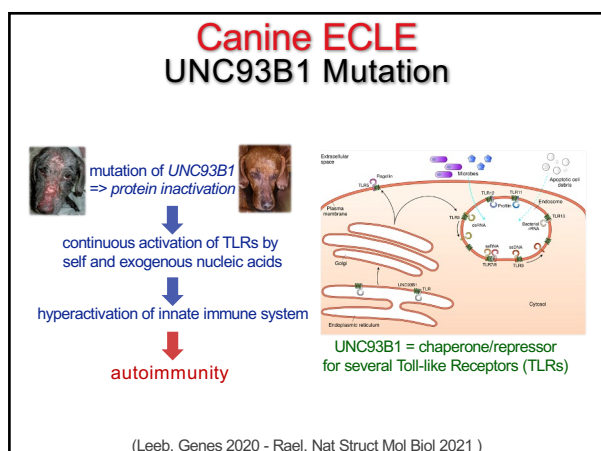 Canine ECLE
UNC93B1 Mutation
mutation of UNC93B1
=> protein inactivation
continuous activation of TLRs by
self and exogenous nucleic acids
hyperactivation of innate immune system
autoimmunity
Extracellular
space
Flagellin
TLR5
Microbes
Apoptotic cell
debris
Plasma
membrane
TLR12
TLR11
Profilin
Endosome
TLR3
dsRNA
Bacterial
rRNA
TLR13
ssRNA
TLR7/8
ssDNA
TLR9
Golgi
UNC93B1
TLR
Cytosol
Endoplasmic reticulum
UNC93B1 = chaperone/repressor
for several Toll-like Receptors (TLRs)
(Leeb, Genes 2020 - Rael, Nat Struct Mol Biol 2021 )